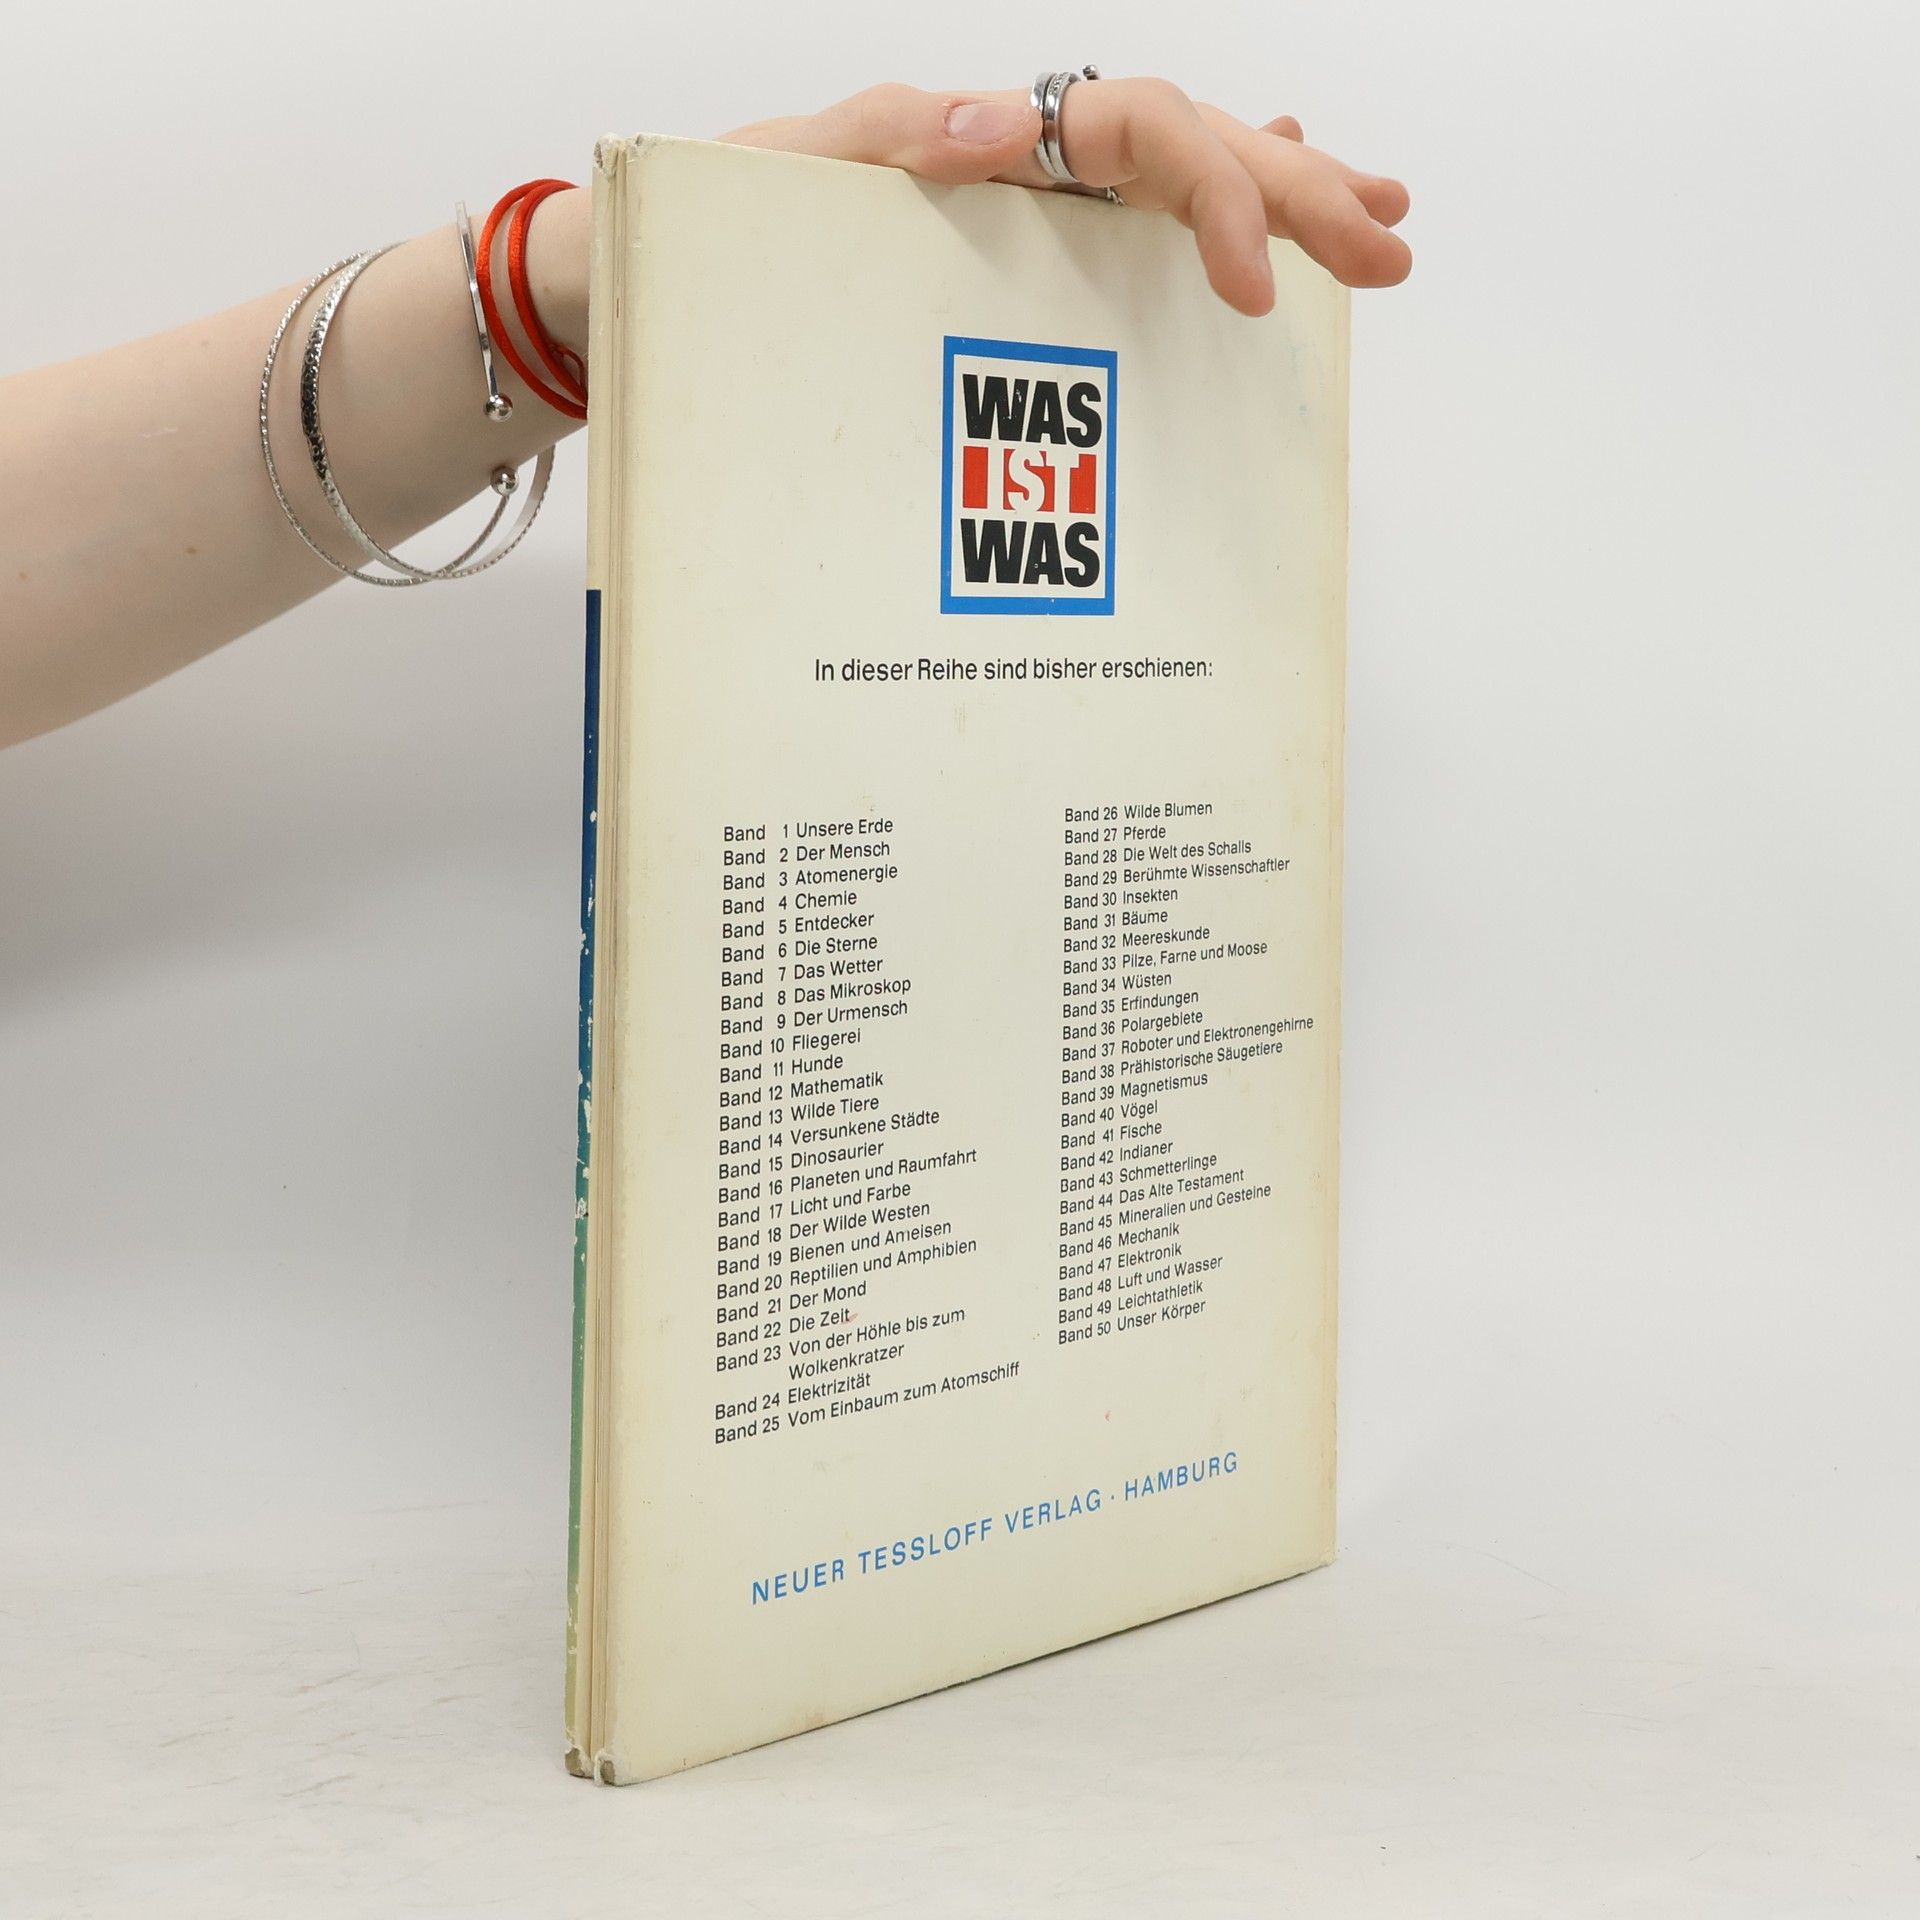 WAS
IST
WAS
In dieser Reihe sind bisher erschienen:
Band 1 Unsere Erde
Band 2 Der Mensch
Band 3 Atomenergie
Band 4 Chemie
Band 5 Entdecker
Band 6 Die Sterne
Band 7 Das Wetter
Band 8 Das Mikroskop
Band 9 Der Urmensch
Band 10 Fliegerei
Band 11 Hunde
Band 12 Mathematik
Band 13 Wilde Tiere
Band 14 Versunkene Städte
Band 15 Dinosaurier
Band 16 Planeten und Raumfahrt
Band 17 Licht und Farbe
Band 18 Der Wilde Westen
Band 19 Bienen und Ameisen
Band 20 Reptilien und Amphibien
Band 21 Der Mond
Band 22 Die Zeit
Band 23 Von der Höhle bis zum
Wolkenkratzer
Band 24 Elektrizität
Band 25 Vom Einbaum zum Atomschiff
Band 26 Wilde Blumen
Band 27 Pferde
Band 28 Die Welt des Schalls
Band 29 Berühmte Wissenschaftler
Band 30 Insekten
Band 31 Bäume
Band 32 Meereskunde
Band 33 Pilze, Farne und Moose
Band 34 Wüsten
Band 35 Erfindungen
Band 36 Polargebiete
Band 37 Roboter und Elektronengehirne
Band 38 Prähistorische Säugetiere
Band 39 Magnetismus
Band 40 Vögel
Band 41 Fische
Band 42 Indianer
Band 43 Schmetterlinge
Band 44 Das Alte Testament
Band 45 Mineralien und Gesteine
Band 46 Mechanik
Band 47 Elektronik
Band 48 Luft und Wasser
Band 49 Leichtathletik
Band 50 Unser Körper
NEUER TESSLOFF VERLAG · HAMBURG